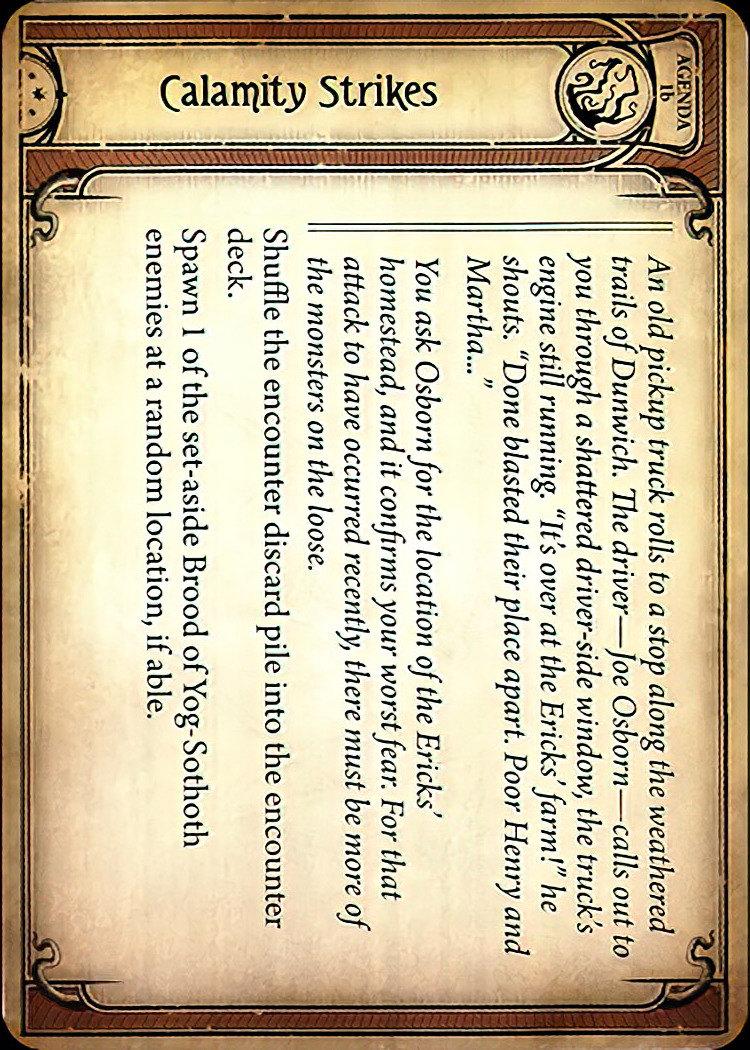 AGENDA
1b
Calamity Strikes
An old pickup truck rolls to a stop along the weathered
trails of Dunwich. The driver—Joe Osborn—calls out to
you through a shattered driver-side window, the truck’s
engine still running. “It’s over at the Ericks’ farm!” he
shouts. “Done blasted their place apart. Poor Henry and
Martha...”
You ask Osborn for the location of the Ericks’
homestead, and it confirms your worst fear. For that
attack to have occurred recently, there must be more of
the monsters on the loose.
Shuffle the encounter discard pile into the encounter
deck.
Spawn 1 of the set-aside Brood of Yog-Sothoth
enemies at a random location, if able.